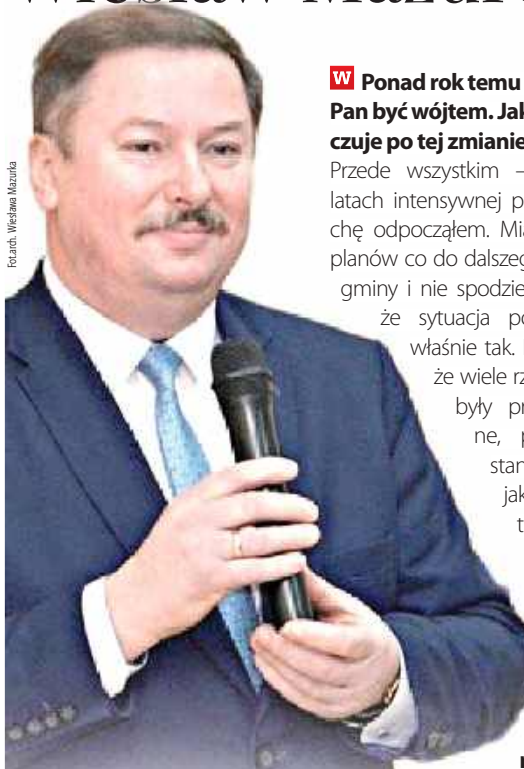 Fot.arch. Wiesława Mazurka
W Ponad rok temu
Pan być wójtem. Jak
czuje po tej zmianie
Przede wszystkim –
latach intensywnej p
chę odpocząłem. Mia
planów co do dalszeg
gminy i nie spodzie
że sytuacja po
właśnie tak.
że wiele rz
były pr
ne, p
stan
jak
t